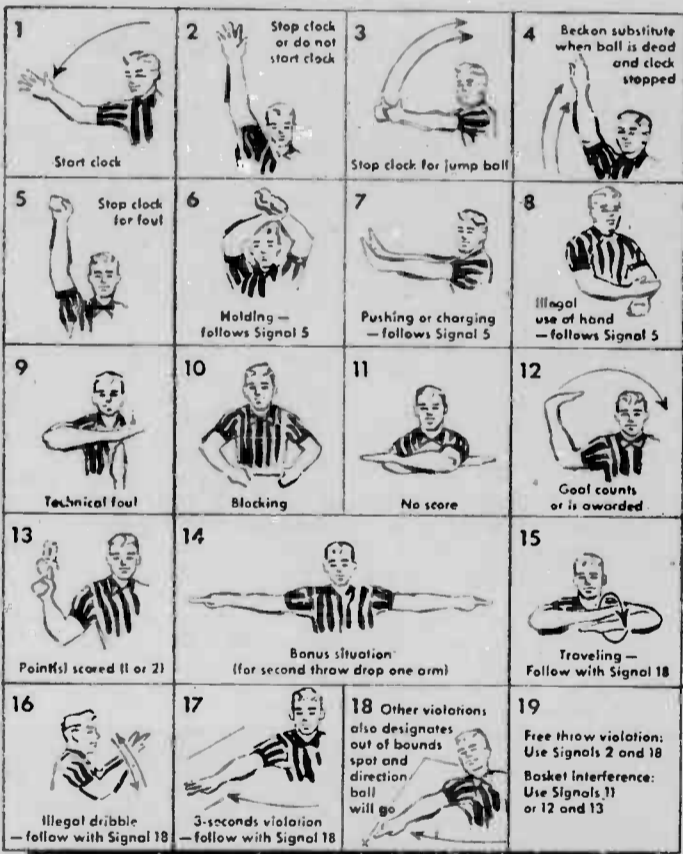 1
Start clock
2
Stop clock
or do not
start clock
3
Stop clock for jump ball
4
Beckon substitute
when ball is dead
and clock
stopped
5
Stop clock
for foul
6
Holding —
follows Signal 5
7
Pushing or charging
— follows Signal 5
8
Illegal
use of hand
— follows Signal 5
9
Technical foul
10
Blocking
11
No score
12
Goal counts
or is awarded
13
Point(s) scored (1 or 2)
14
Bonus situation
(for second throw drop one arm)
15
Traveling —
Follow with Signal 18
16
Illegal dribble
— follow with Signal 18
17
3-seconds violation
— follow with Signal 18
18 Other violations
also designates
out of bounds
spot and
direction
ball
will go
19
Free throw violation:
Use Signals 2 and 18
Basket interference:
Use Signals 11
or 12 and 13